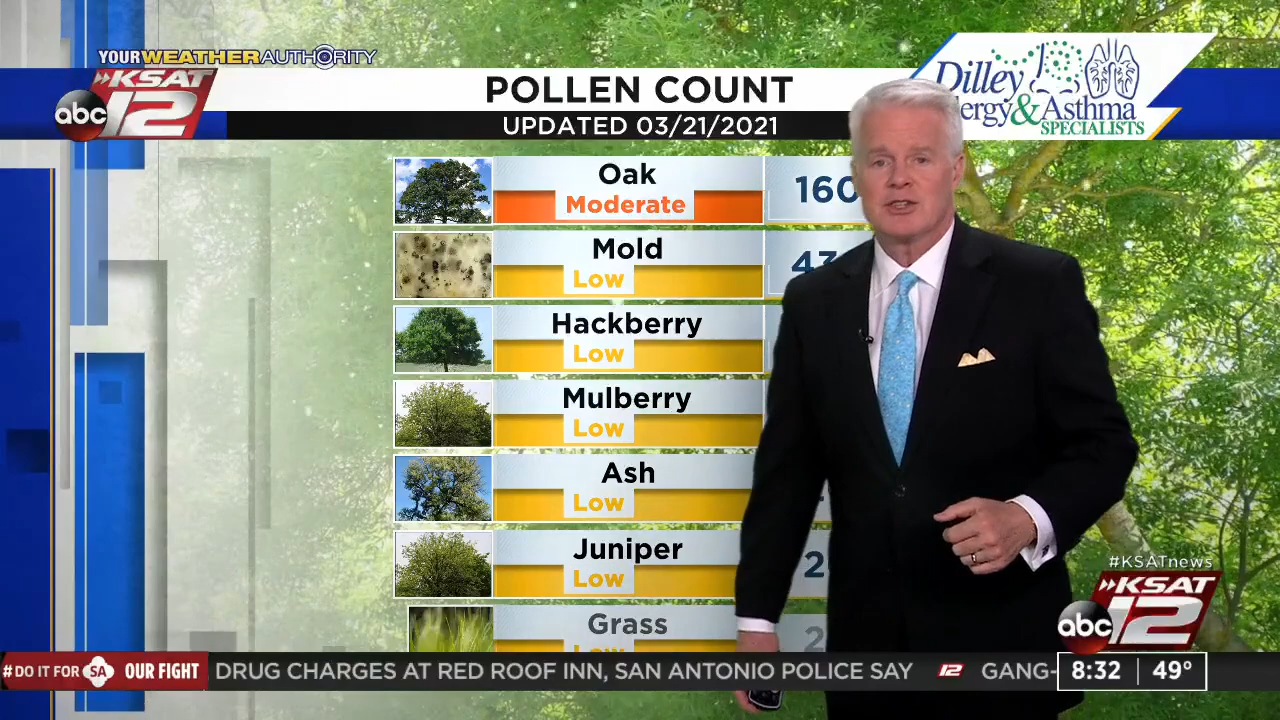 YOURWEATHERAUTHORITY
KSAT
abc 12
POLLEN COUNT
UPDATED 03/21/2021
Dilley
&Asthma
SPECIALISTS
Oak
Moderate
160
Mold
Low
Hackberry
Low
Mulberry
Low
Ash
Low
Juniper
Low
Grass
#KSATnews
KSAT
abc 12
#DO IT FOR SA OUR FIGHT DRUG CHARGES AT RED ROOF INN, SAN ANTONIO POLICE SAY 12 GANG- 8:32 49°